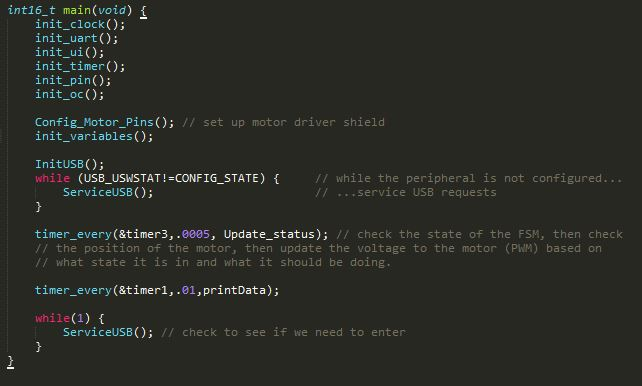 int16_t main(void) {
init_clock();
init_uart();
init_ui();
init_timer();
init_pin();
init_oc();
Config_Motor_Pins(); // set up motor driver shield
init_variables();
InitUSB();
while (USB_USWSTAT!=CONFIG_STATE) { // while the peripheral is not configured...
ServiceUSB(); // ...service USB requests
}
timer_every(&timer3,.0005, Update_status); // check the state of the FSM, then check
// the position of the motor, then update the voltage to the motor (PWM) based on
// what state it is in and what it should be doing.
timer_every(&timer1,.01,printData);
while(1) {
ServiceUSB(); // check to see if we need to enter
}
}